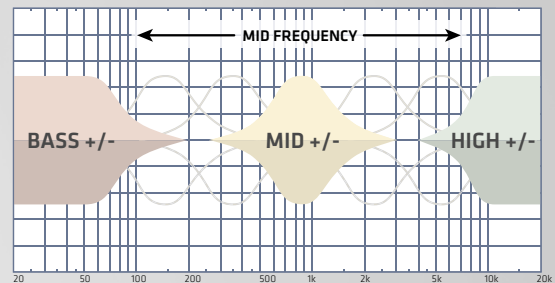 MID FREQUENCY
BASS +/- MID +/- HIGH +/-
20 50 100 200 500 1k 2k 5k 10k 20k